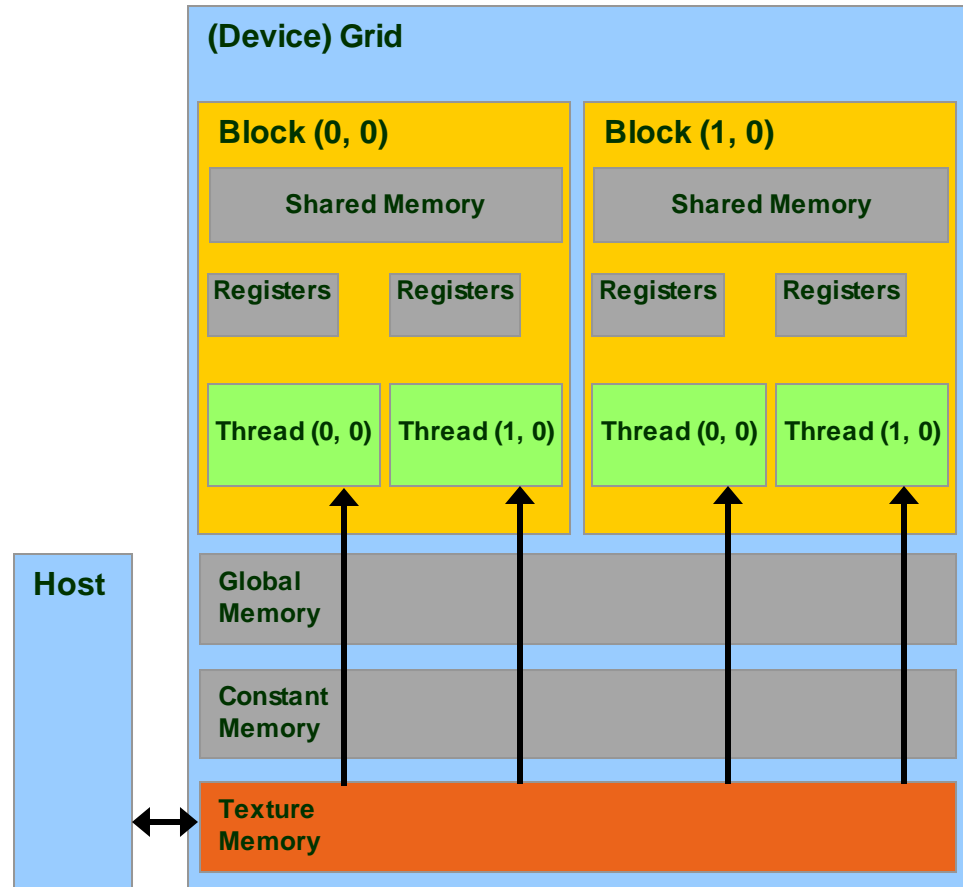 (Device) Grid
Block (0, 0)
Block (1, 0)
Shared Memory
Shared Memory
Registers
Registers
Registers
Registers
Thread (0, 0)
Thread (1, 0)
Thread (0, 0)
Thread (1, 0)
Host
Global
Memory
Constant
Memory
Texture
Memory